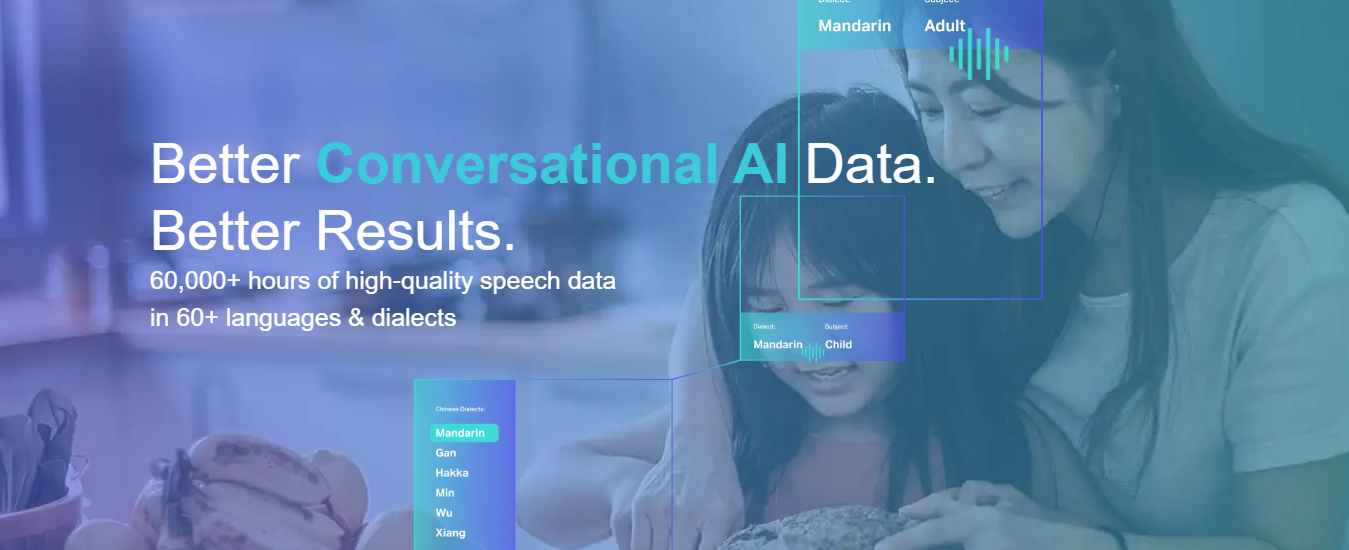 Dialect: Subject:
Mandarin Adult
Better Conversational AI Data.
Better Results.
60,000+ hours of high-quality speech data
in 60+ languages & dialects
Dialect: Subject:
Mandarin Child
Chinese Dialects:
Mandarin
Gan
Hakka
Min
Wu
Xiang